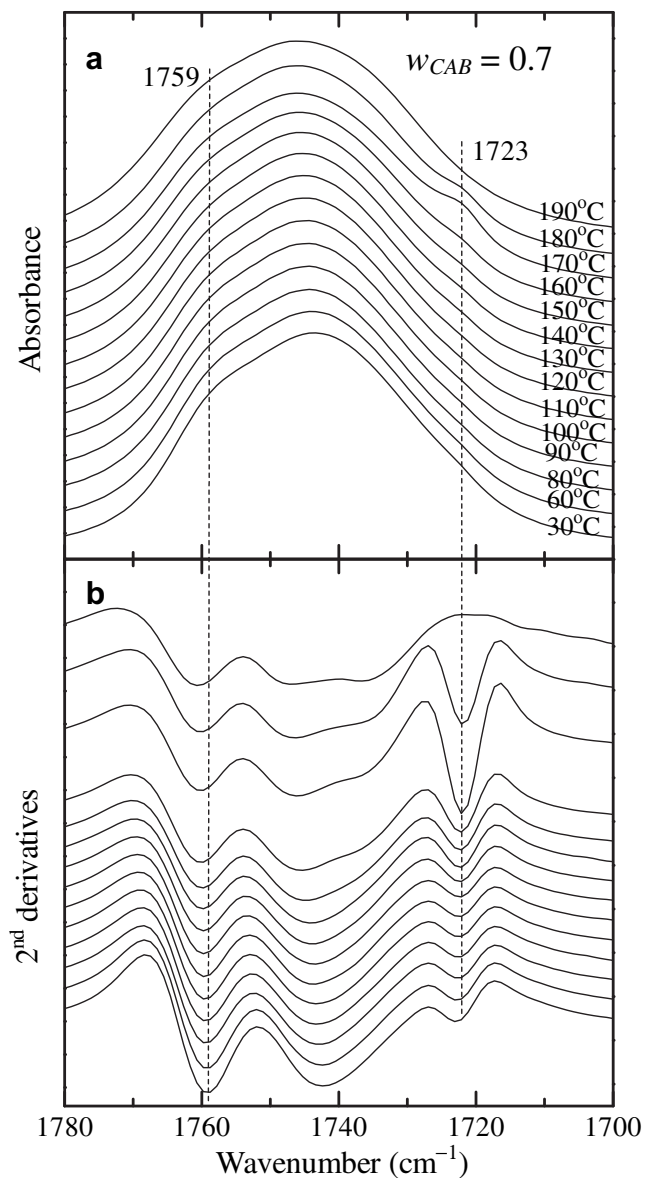 a
w_CAB = 0.7
1759
1723
190°C
180°C
170°C
160°C
150°C
140°C
130°C
120°C
110°C
100°C
90°C
80°C
60°C
30°C
Absorbance
b
2nd derivatives
1780 1760 1740 1720 1700
Wavenumber (cm−1)